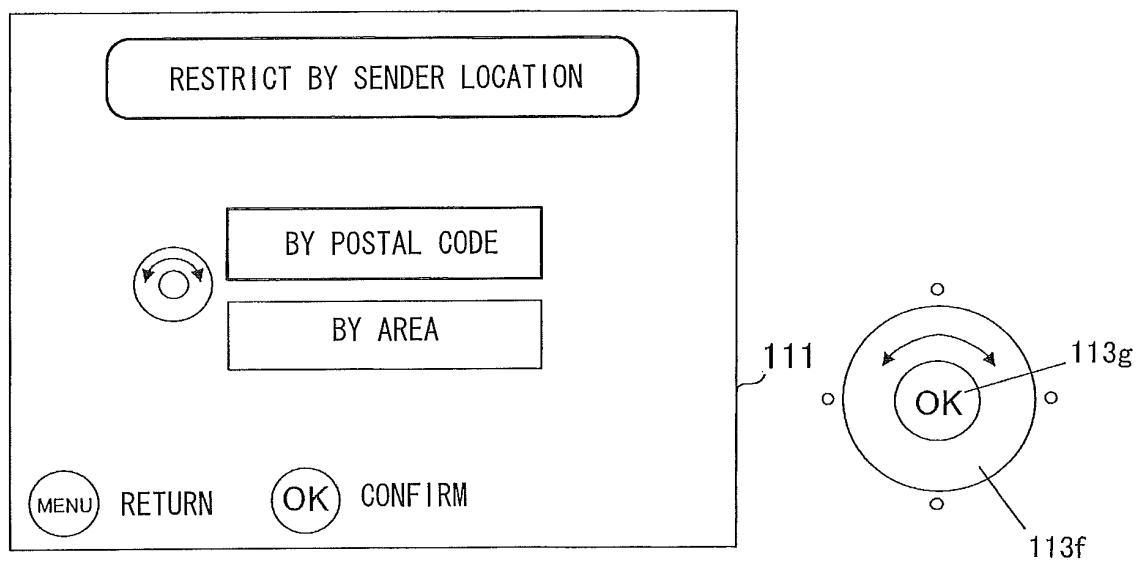 RESTRICT BY SENDER LOCATION
BY POSTAL CODE
BY AREA
MENU RETURN OK CONFIRM
111
OK
113g
113f